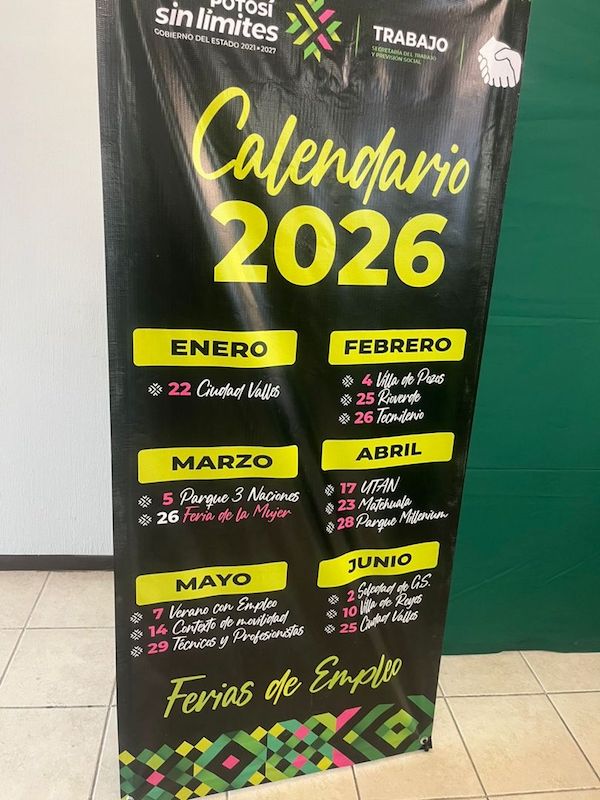 POTOSÍ
sin límites
GOBIERNO DEL ESTADO 2021•2027
TRABAJO
SECRETARÍA DEL TRABAJO
Y PREVISIÓN SOCIAL
Calendario
2026
ENERO
22 Ciudad Valles
FEBRERO
4 Villa de Pozos
25 Rioverde
26 Tecmilenio
MARZO
5 Parque 3 Naciones
26 Feria de la Mujer
ABRIL
17 UTAN
23 Matehuala
28 Parque Millenium
MAYO
7 Verano con Empleo
14 Contexto de movilidad
29 Técnicos y Profesionistas
JUNIO
2 Soledad de G.S.
10 Villa de Reyes
25 Ciudad Valles
Ferias de Empleo